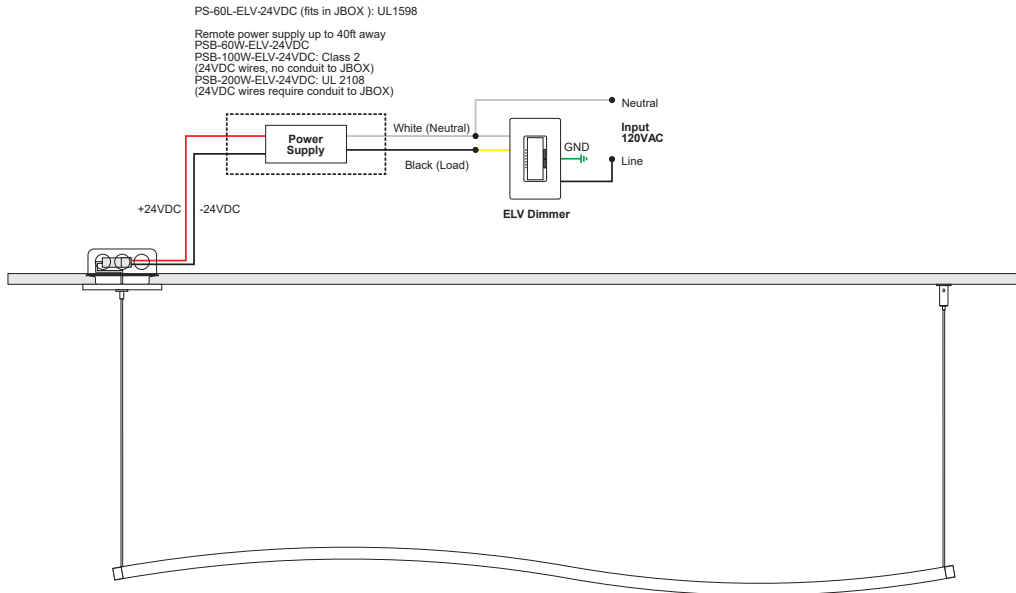 PS-60L-ELV-24VDC (fits in JBOX ): UL1598
Remote power supply up to 40ft away
PSB-60W-ELV-24VDC
PSB-100W-ELV-24VDC: Class 2
(24VDC wires, no conduit to JBOX)
PSB-200W-ELV-24VDC: UL 2108
(24VDC wires require conduit to JBOX)
Neutral
White (Neutral)
Input
120VAC
Power
Supply
GND
Line
Black (Load)
+24VDC
-24VDC
ELV Dimmer